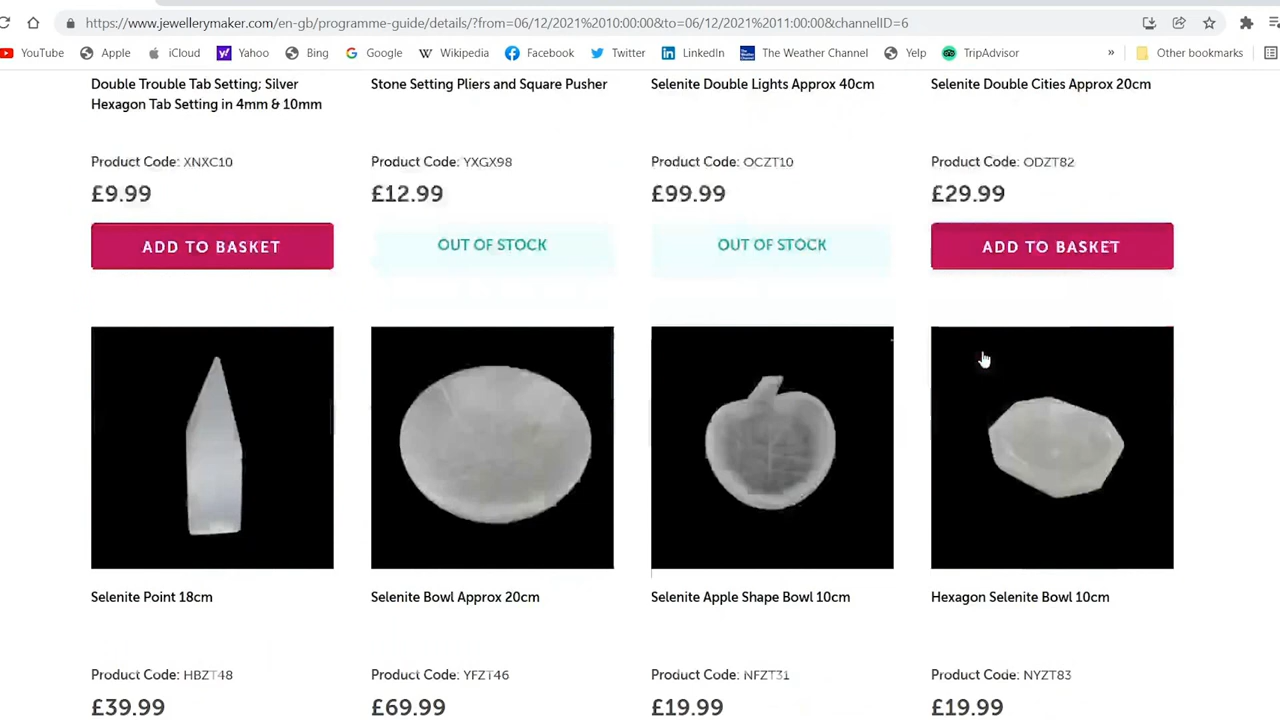 https://www.jewellerymaker.com/en-gb/programme-guide/details/?from=06/12/2021%2010:00:00&to=06/12/2021%2011:00:00&channelID=6
YouTube Apple iCloud Yahoo Bing Google Wikipedia Facebook Twitter LinkedIn The Weather Channel Yelp TripAdvisor » Other bookmarks
Double Trouble Tab Setting; Silver
Hexagon Tab Setting in 4mm & 10mm
Product Code: XNXC10
£9.99
ADD TO BASKET
Stone Setting Pliers and Square Pusher
Product Code: YXGX98
£12.99
OUT OF STOCK
Selenite Double Lights Approx 40cm
Product Code: OCZT10
£99.99
OUT OF STOCK
Selenite Double Cities Approx 20cm
Product Code: ODZT82
£29.99
ADD TO BASKET
Selenite Point 18cm
Product Code: HBZT48
£39.99
Selenite Bowl Approx 20cm
Product Code: YFZT46
£69.99
Selenite Apple Shape Bowl 10cm
Product Code: NFZT31
£19.99
Hexagon Selenite Bowl 10cm
Product Code: NYZT83
£19.99